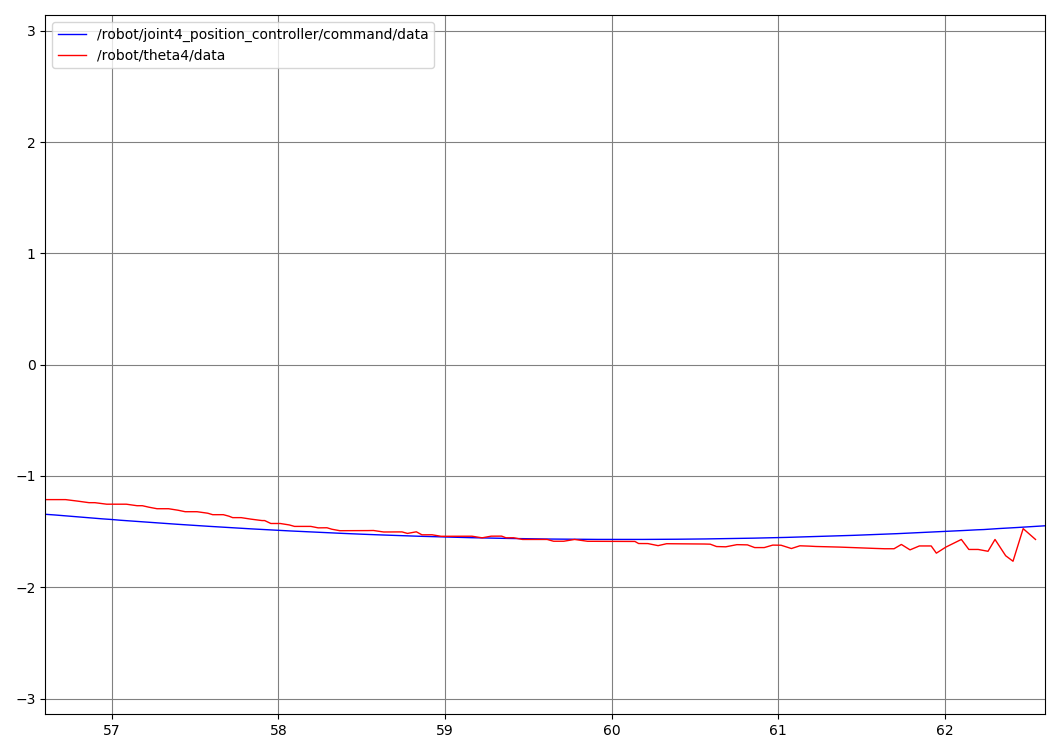 /robot/joint4_position_controller/command/data
/robot/theta4/data
3
2
1
0
−1
−2
−3
57 58 59 60 61 62